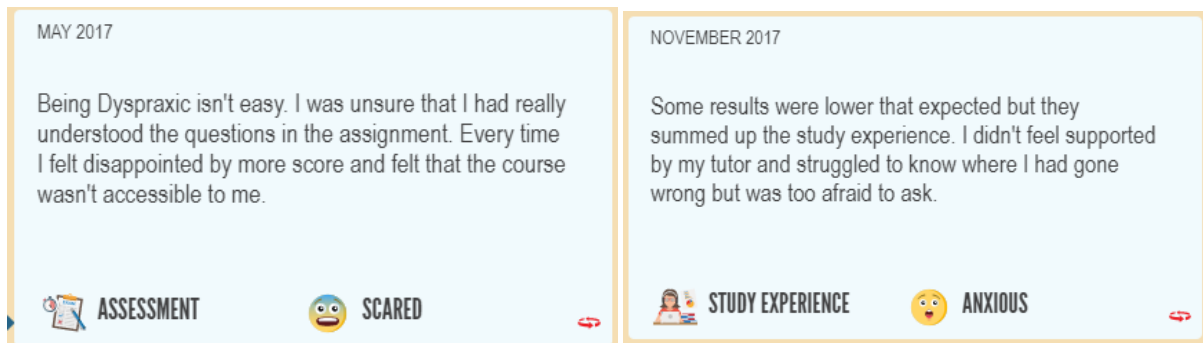 MAY 2017
Being Dyspraxic isn't easy. I was unsure that I had really
understood the questions in the assignment. Every time
I felt disappointed by more score and felt that the course
wasn't accessible to me.
ASSESSMENT
SCARED
NOVEMBER 2017
Some results were lower that expected but they
summed up the study experience. I didn't feel supported
by my tutor and struggled to know where I had gone
wrong but was too afraid to ask.
STUDY EXPERIENCE
ANXIOUS